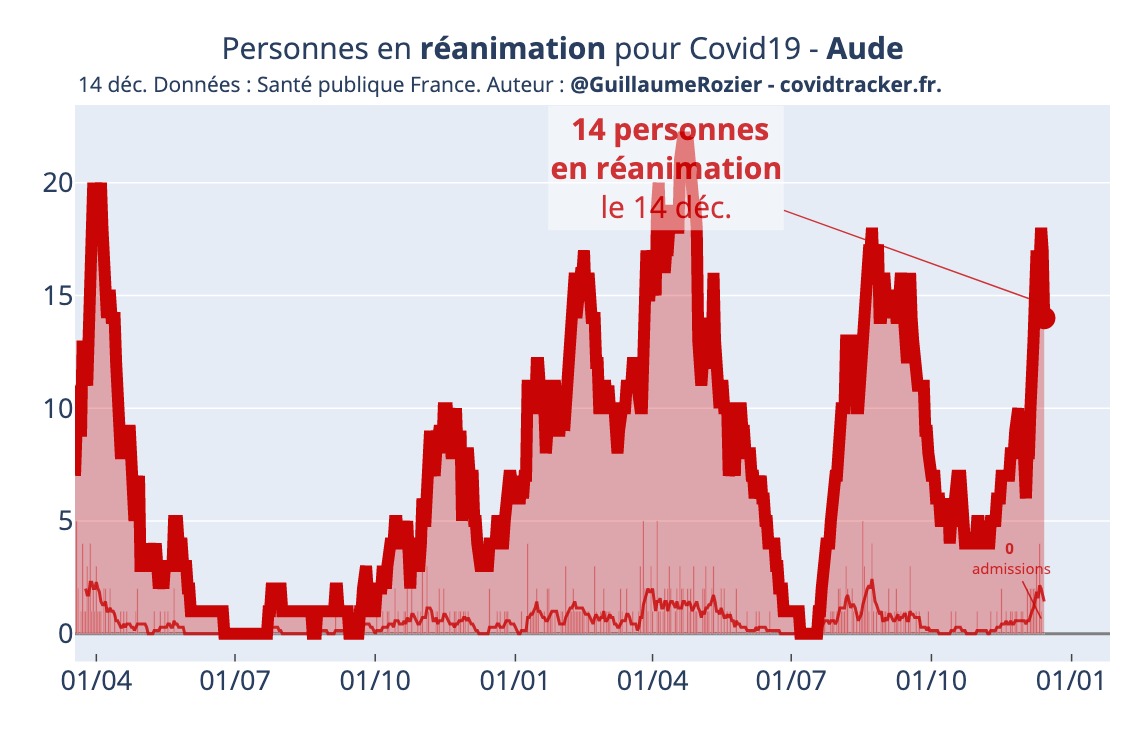 Personnes en réanimation pour Covid19 - Aude
14 déc. Données : Santé publique France. Auteur : @GuillaumeRozier - covidtracker.fr.
14 personnes
en réanimation
le 14 déc.
20
15
10
5
0
0
admissions
01/04
01/07
01/10
01/01
01/04
01/07
01/10
01/01